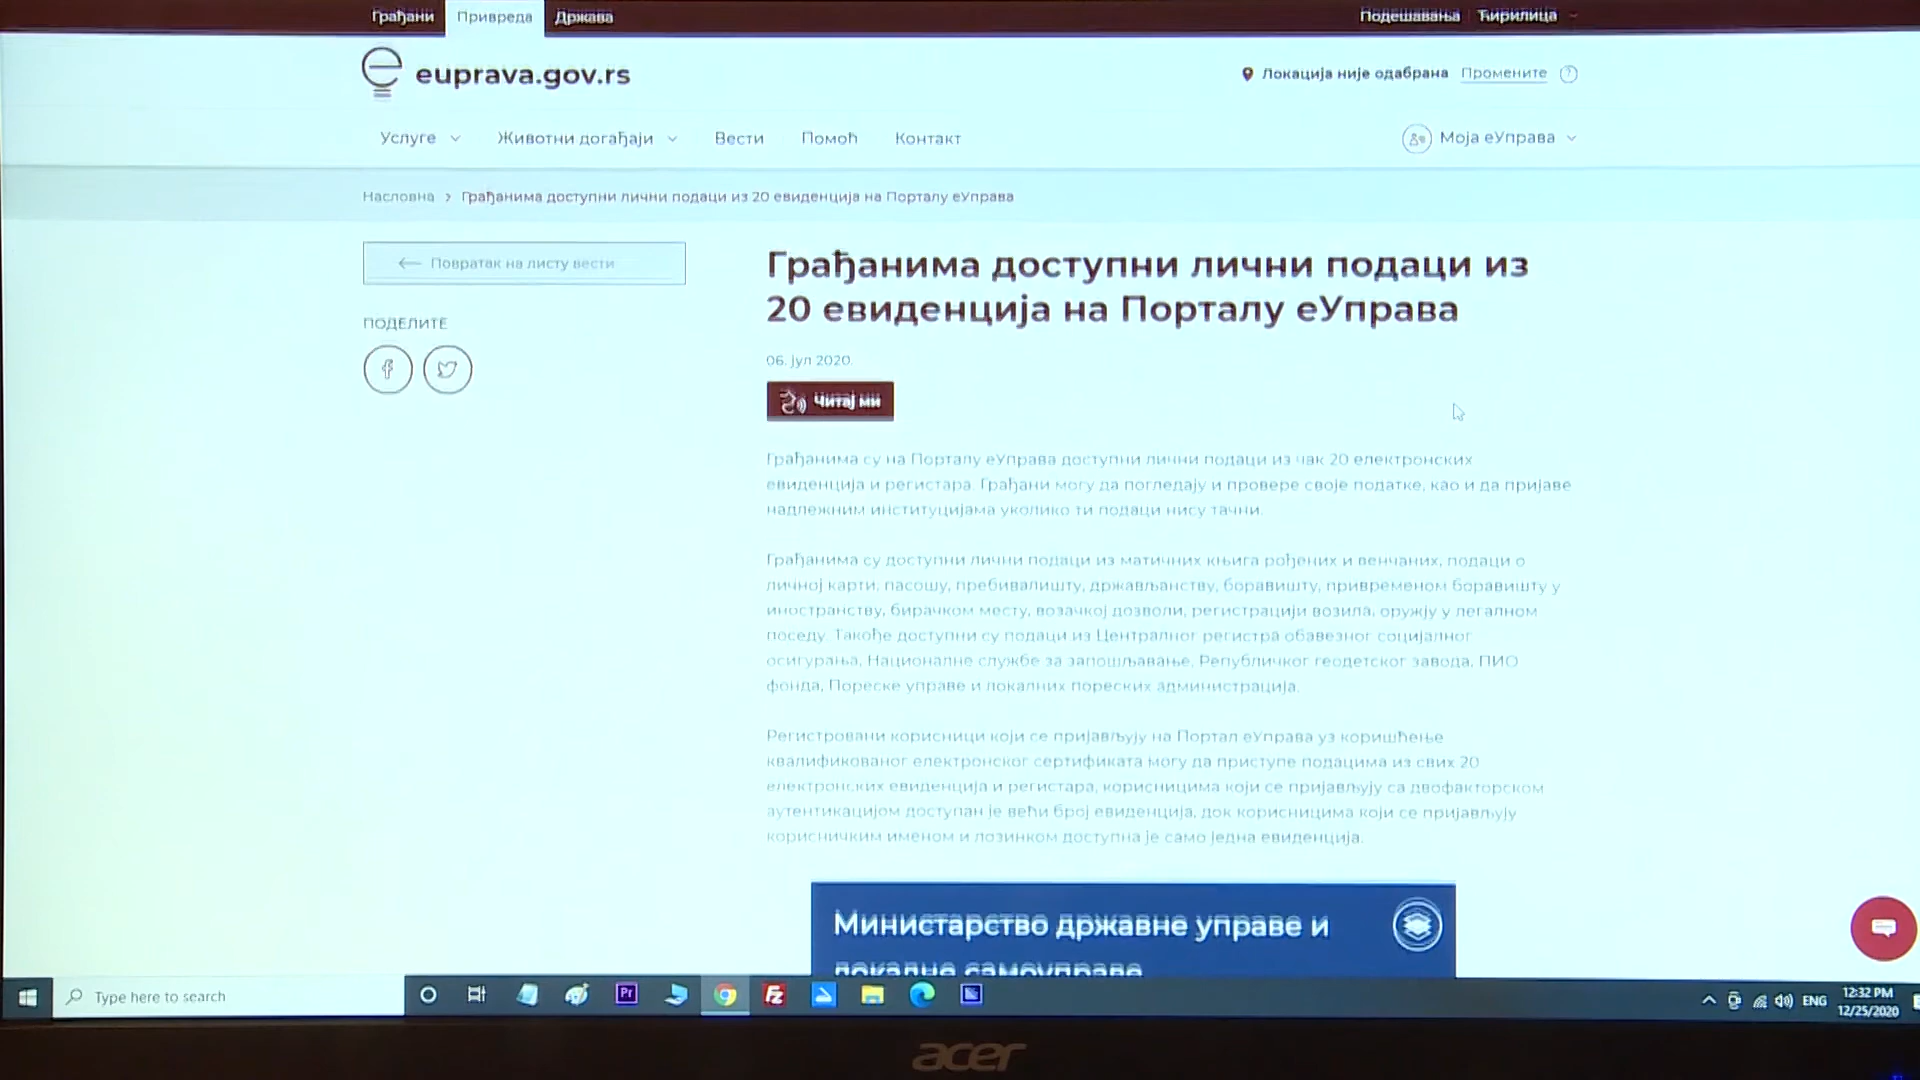 Грађани Привреда Држава Подешавања Ћирилица
euprava.gov.rs
Локација није одабрана Промените ?
Услуге Животни догађаји Вести Помоћ Контакт Моја еУправа
Насловна > Грађанима доступни лични подаци из 20 евиденција на Порталу еУправа
← Повратак на листу вести
ПОДЕЛИТЕ
Грађанима доступни лични подаци из
20 евиденција на Порталу еУправа
06. јул 2020.
Читај ми
Грађанима су на Порталу еУправа доступни лични подаци из чак 20 електронских
евиденција и регистара. Грађани могу да погледају и провере своје податке, као и да пријаве
надлежним институцијама уколико ти подаци нису тачни.
Грађанима су доступни лични подаци из матичних књига рођених и венчаних, подаци о
личној карти, пасошу, пребивалишту, држављанству, боравишту, привременом боравишту у
иностранству, бирачком месту, возачкој дозволи, регистрацији возила, оружју у легалном
поседу. Такође доступни су подаци из Централног регистра обавезног социјалног
осигурања, Националне службе за запошљавање, Републичког геодетског завода, ПИО
фонда, Пореске управе и локалних пореских администрација.
Регистровани корисници који се пријављују на Портал еУправа уз коришћење
квалификованог електронског сертификата могу да приступе подацима из свих 20
електронских евиденција и регистара, корисницима који се пријављују са двофакторском
аутентикацијом доступан је већи број евиденција, док корисницима који се пријављују
корисничким именом и лозинком доступна је само једна евиденција.
Министарство државне управе и
локалне самоуправе
Type here to search
Pr
Fz
ENG
12:32 PM
12/25/2020
acer